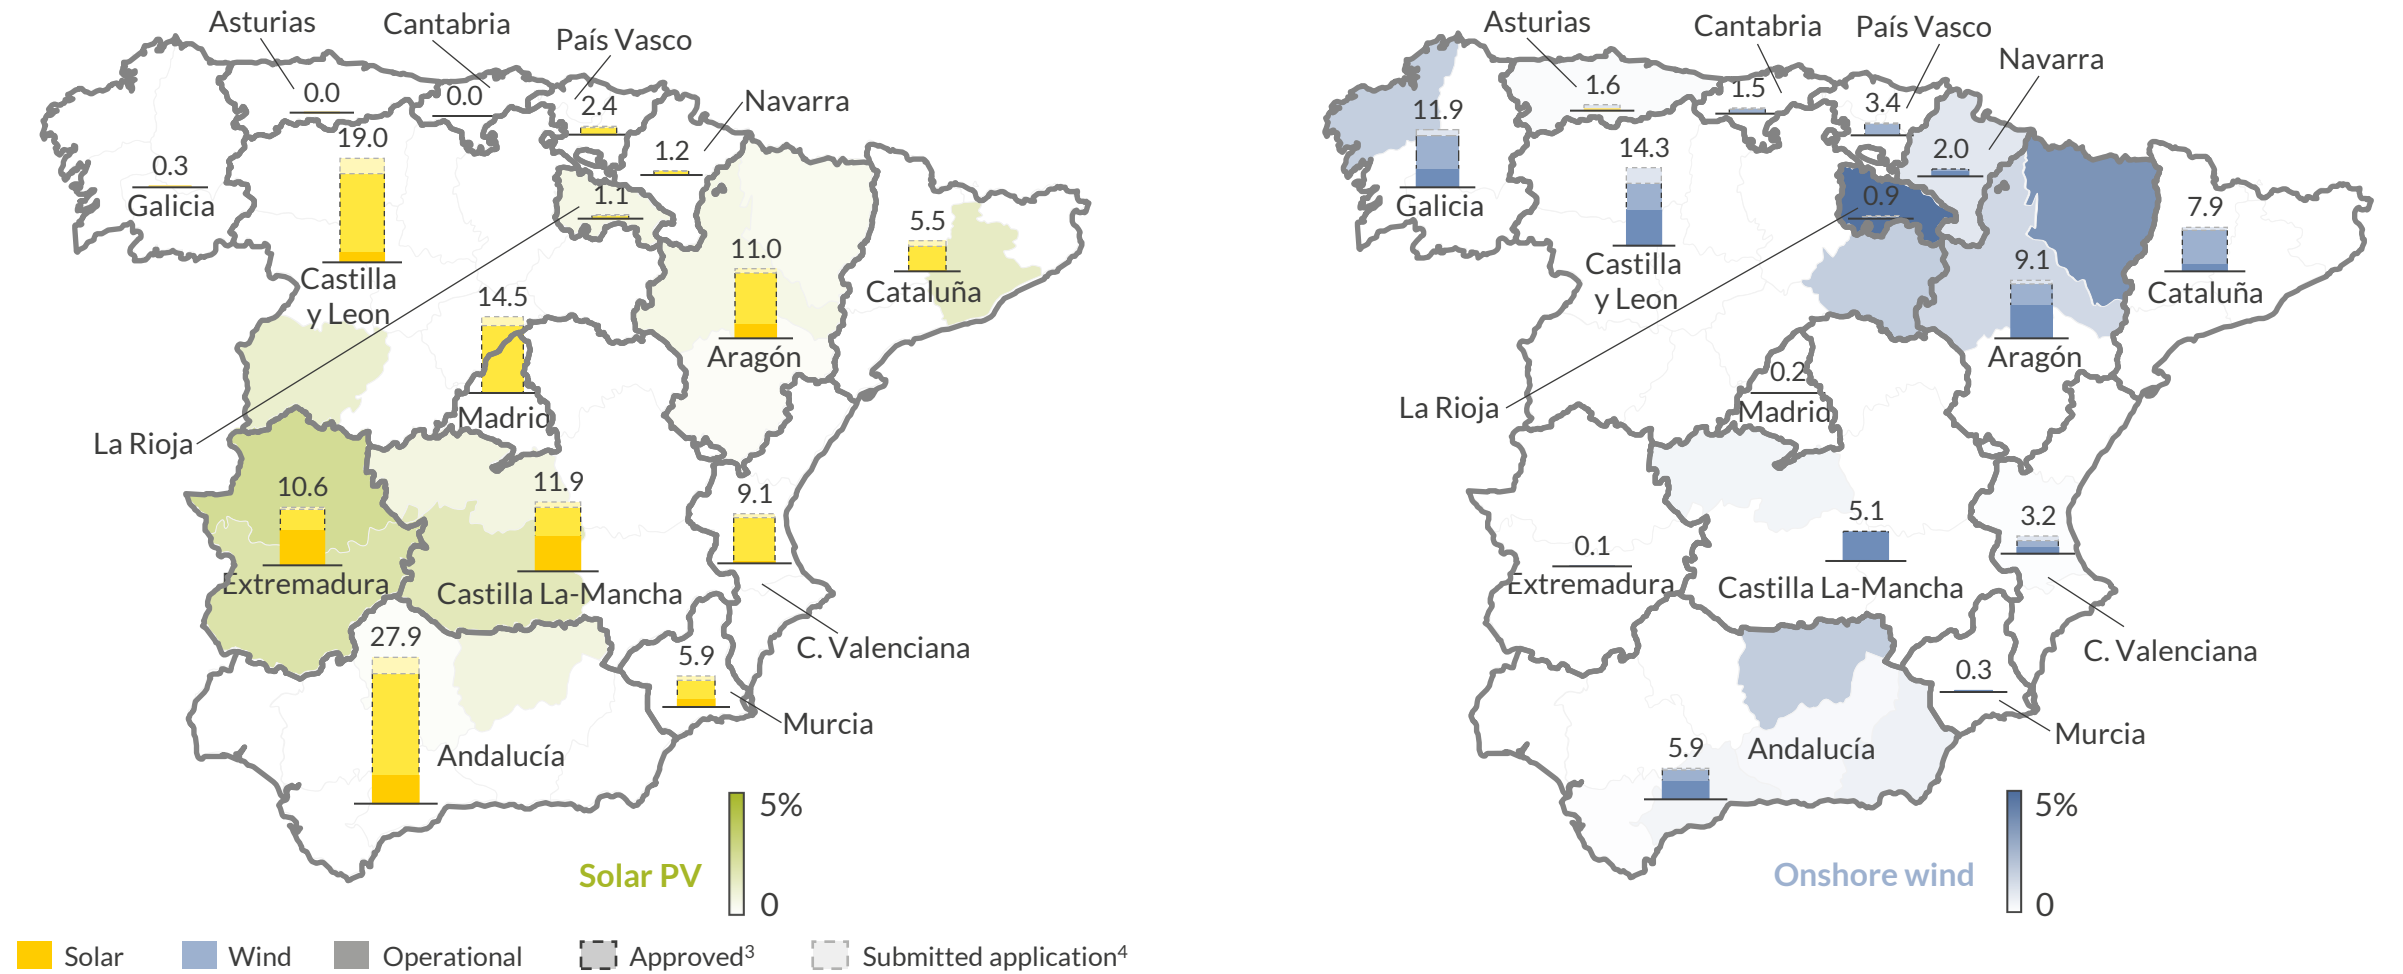 Asturias
Cantabria
País Vasco
Navarra
0.0
0.0
2.4
1.2
19.0
0.3
Galicia
1.1
5.5
Castilla
y Leon
11.0
Cataluña
14.5
Aragón
Madrid
La Rioja
10.6
11.9
9.1
Extremadura
Castilla La-Mancha
27.9
C. Valenciana
5.9
Murcia
Andalucía
5%
Solar PV
0
Asturias
Cantabria
País Vasco
Navarra
1.6
1.5
3.4
11.9
14.3
2.0
Galicia
0.9
7.9
Castilla
y Leon
9.1
Cataluña
Aragón
0.2
La Rioja
Madrid
5.1
3.2
0.1
Extremadura
Castilla La-Mancha
C. Valenciana
0.3
Murcia
5.9
Andalucía
5%
Onshore wind
0
Solar
Wind
Operational
Approved³
Submitted application⁴